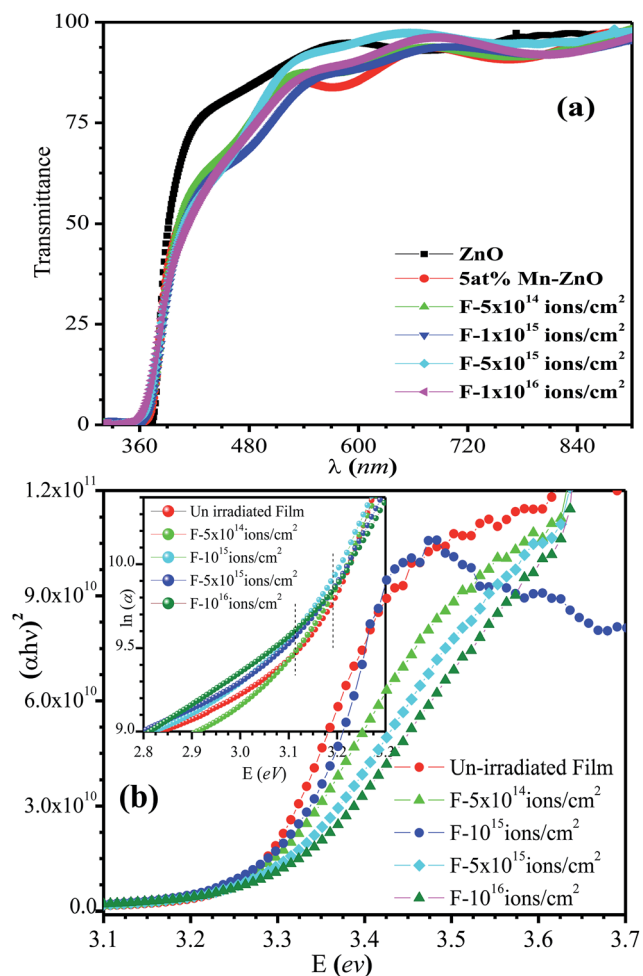 100
75
50
25
0
Transmittance
(a)
ZnO
5at% Mn-ZnO
F-5x10¹⁴ ions/cm²
F-1x10¹⁵ ions/cm²
F-5x10¹⁵ ions/cm²
F-1x10¹⁶ ions/cm²
360 480 600 720 840
λ (nm)
1.2x10¹¹
9.0x10¹⁰
6.0x10¹⁰
3.0x10¹⁰
0.0
(αhν)²
10.0
9.5
9.0
ln (α)
Un irradiated Film
F-5x10¹⁴ions/cm²
F-10¹⁵ions/cm²
F-5x10¹⁵ions/cm²
F-10¹⁶ions/cm²
2.8 2.9 3.0 3.1 3.2
E (eV)
(b)
Un-irradiated Film
F-5x10¹⁴ions/cm²
F-10¹⁵ions/cm²
F-5x10¹⁵ions/cm²
F-10¹⁶ions/cm²
3.1 3.2 3.3 3.4 3.5 3.6 3.7
E (ev)